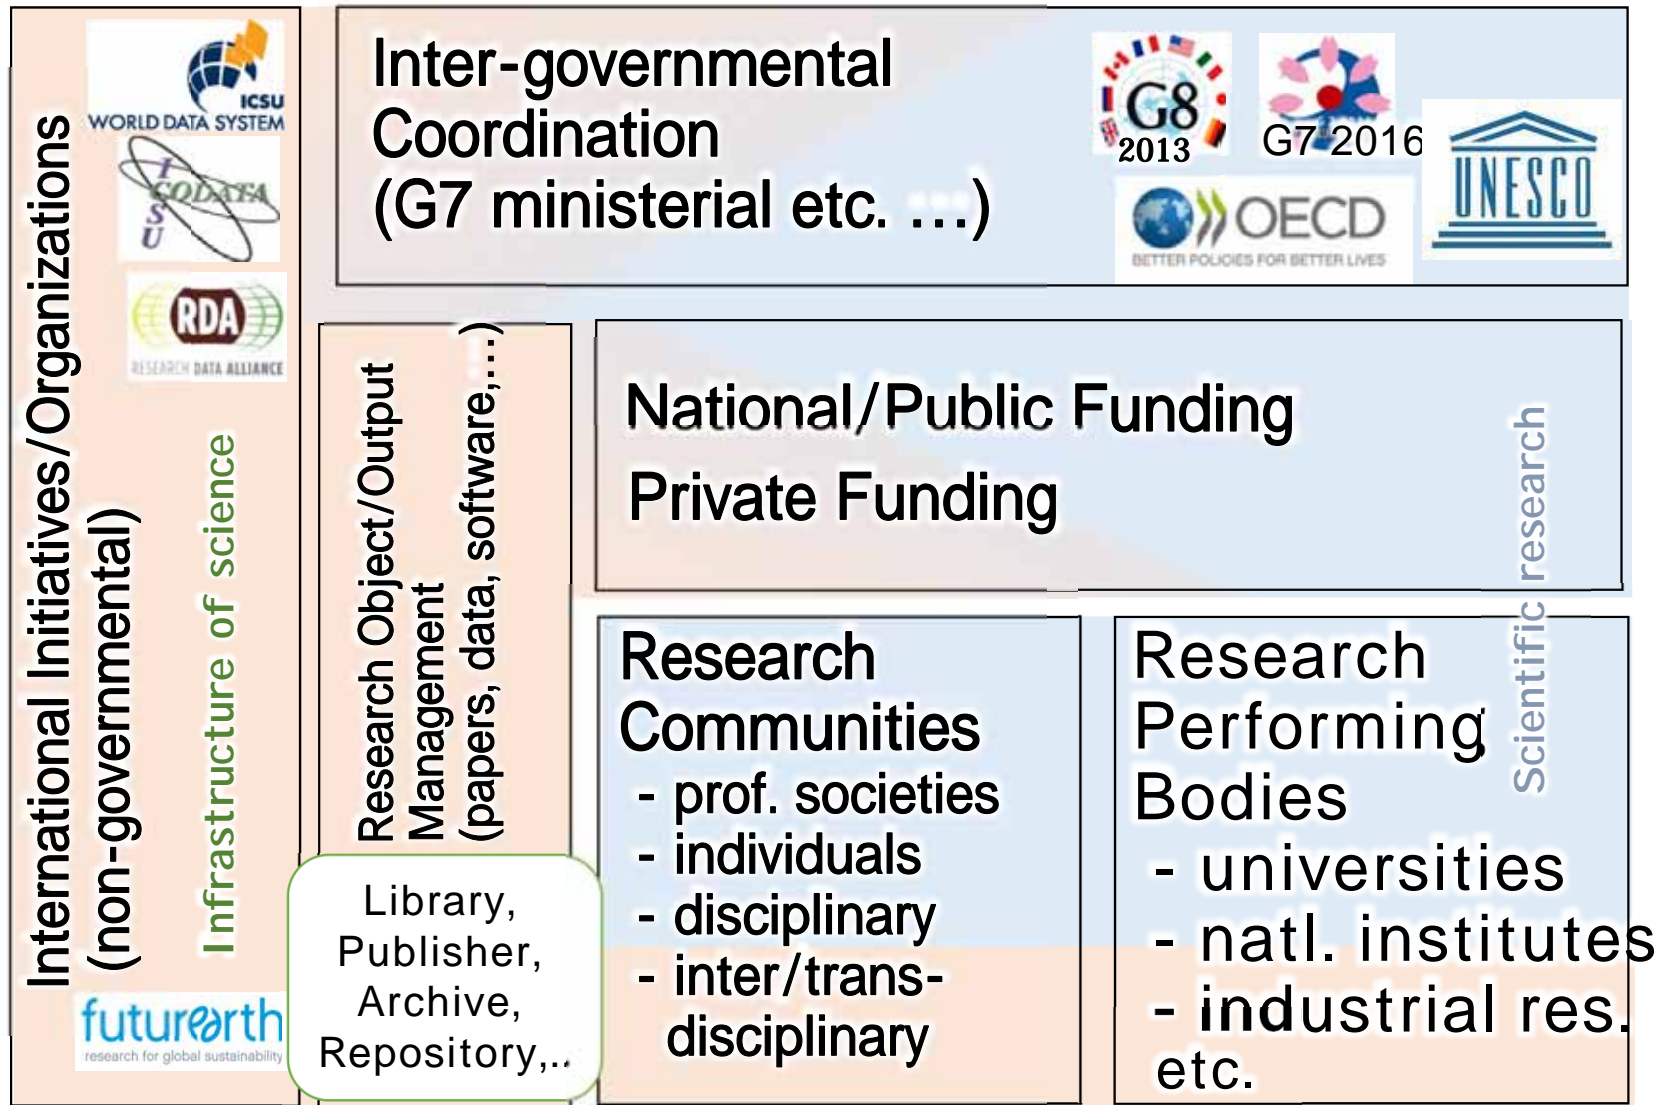 ICSU
WORLD DATA SYSTEM
ICSU
CODATA
RDA
RESEARCH DATA ALLIANCE
International Initiatives/Organizations
(non-governmental)
Infrastructure of science
futurearth
research for global sustainability
Inter-governmental
Coordination
(G7 ministerial etc. …)
G8
2013
G7 2016
OECD
BETTER POLICIES FOR BETTER LIVES
UNESCO
Research Object/Output
Management
(papers, data, software,…)
Library,
Publisher,
Archive,
Repository,..
National/Public Funding
Private Funding
Scientific research
Research
Communities
- prof. societies
- individuals
- disciplinary
- inter/trans-
disciplinary
Research
Performing
Bodies
- universities
- natl. institutes
- industrial res.
etc.